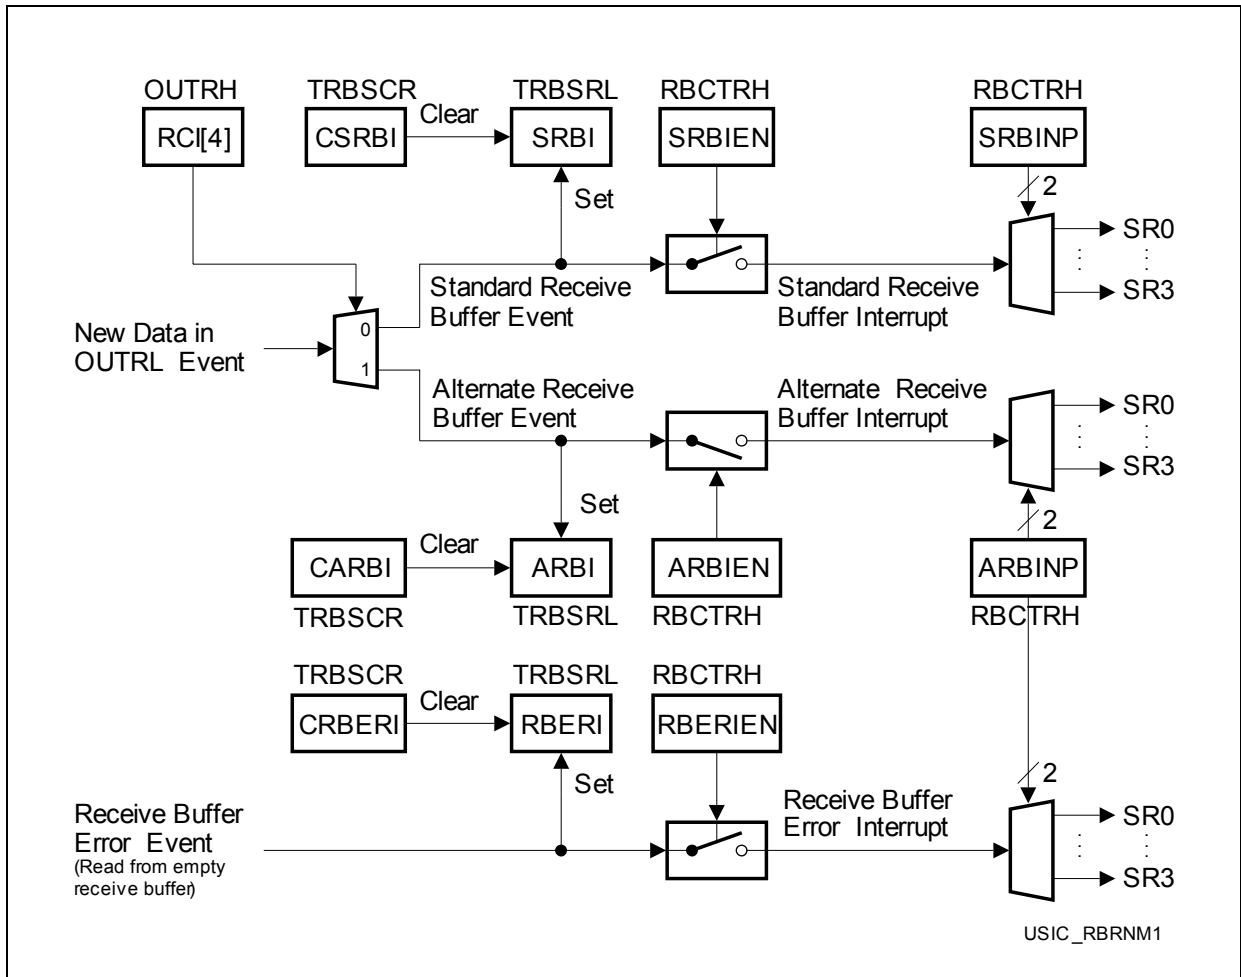 OUTRH
TRBSCR
TRBSRL
RBCTRH
RBCTRH
RCI[4]
CSRBI
Clear
SRBI
SRBIEN
SRBINP
Set
2
SR0
SR3
Standard Receive
Buffer Event
Standard Receive
Buffer Interrupt
New Data in
OUTRL Event
0
1
Alternate Receive
Buffer Event
Alternate Receive
Buffer Interrupt
SR0
SR3
Set
2
CARBI
Clear
ARBI
ARBIEN
ARBINP
TRBSCR
TRBSRL
RBCTRH
RBCTRH
TRBSCR
TRBSRL
RBCTRH
CRBERI
Clear
RBERI
RBERIEN
Set
2
Receive Buffer
Error Event
(Read from empty
receive buffer)
Receive Buffer
Error Interrupt
SR0
SR3
USIC_RBRNM1